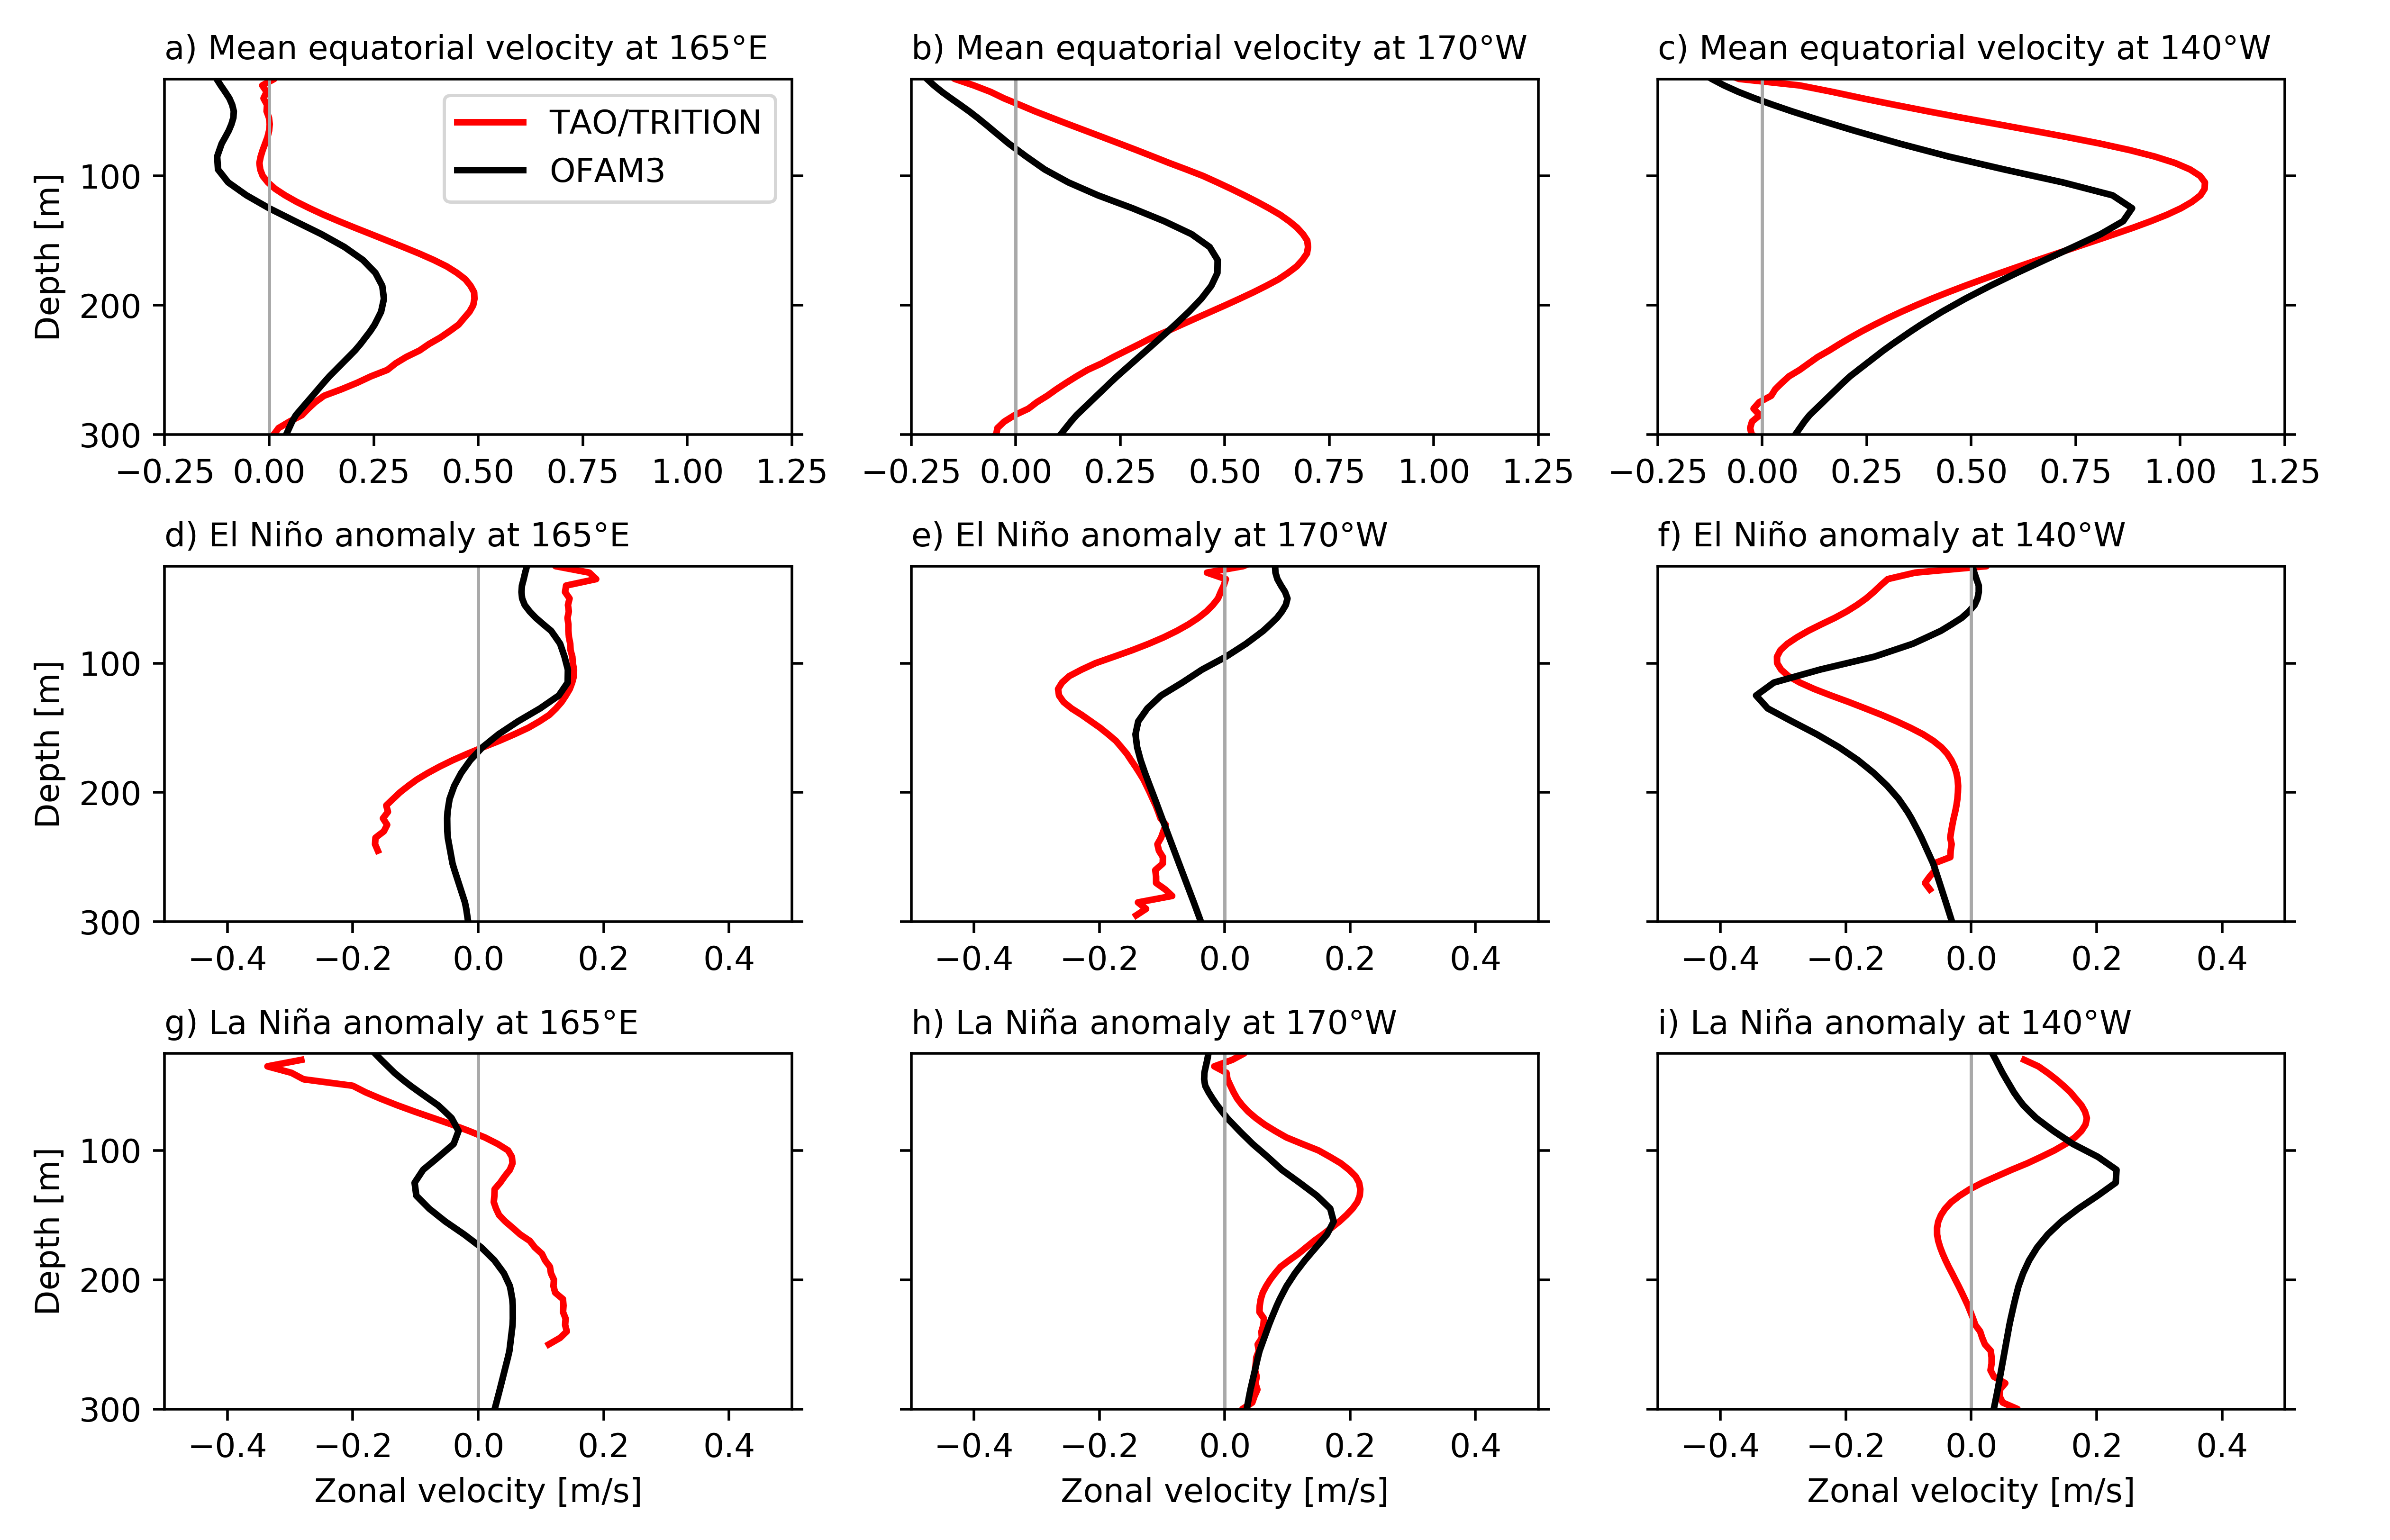 a) Mean equatorial velocity at 165°E
b) Mean equatorial velocity at 170°W
c) Mean equatorial velocity at 140°W
TAO/TRITION
OFAM3
Depth [m]
100
200
300
−0.25 0.00 0.25 0.50 0.75 1.00 1.25
−0.25 0.00 0.25 0.50 0.75 1.00 1.25
−0.25 0.00 0.25 0.50 0.75 1.00 1.25
d) El Niño anomaly at 165°E
e) El Niño anomaly at 170°W
f) El Niño anomaly at 140°W
Depth [m]
100
200
300
−0.4 −0.2 0.0 0.2 0.4
−0.4 −0.2 0.0 0.2 0.4
−0.4 −0.2 0.0 0.2 0.4
g) La Niña anomaly at 165°E
h) La Niña anomaly at 170°W
i) La Niña anomaly at 140°W
Depth [m]
100
200
300
−0.4 −0.2 0.0 0.2 0.4
−0.4 −0.2 0.0 0.2 0.4
−0.4 −0.2 0.0 0.2 0.4
Zonal velocity [m/s]
Zonal velocity [m/s]
Zonal velocity [m/s]